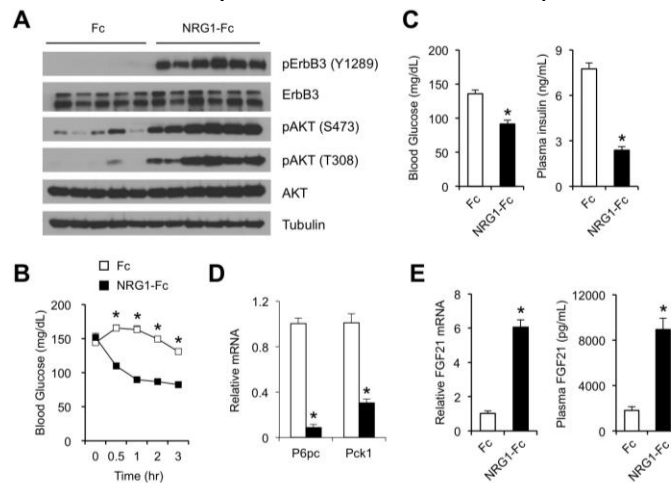 A
Fc
NRG1-Fc
pErbB3 (Y1289)
ErbB3
pAKT (S473)
pAKT (T308)
AKT
Tubulin
B
Fc
NRG1-Fc
Blood Glucose (mg/dL)
200
150
100
50
0
* * * *
0 0.5 1 2 3
Time (hr)
C
Blood Glucose (mg/dL)
200
150
100
50
0
*
Fc
NRG1-Fc
Plasma insulin (ng/mL)
9
6
3
0
*
Fc
NRG1-Fc
D
Relative mRNA
1.2
0.8
0.4
0
* *
P6pc Pck1
E
Relative FGF21 mRNA
8
6
4
2
0
*
Fc
NRG1-Fc
Plasma FGF21 (pg/mL)
12000
8000
4000
0
*
Fc
NRG1-Fc